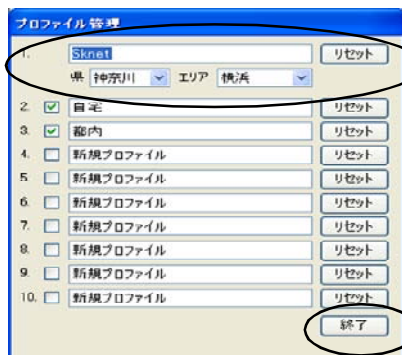 プロファイル管理
1. Sknet リセット
県 神奈川 エリア 横浜
2. 自宅 リセット
3. 都内 リセット
4. 新規プロファイル リセット
5. 新規プロファイル リセット
6. 新規プロファイル リセット
7. 新規プロファイル リセット
8. 新規プロファイル リセット
9. 新規プロファイル リセット
10. 新規プロファイル リセット
終了